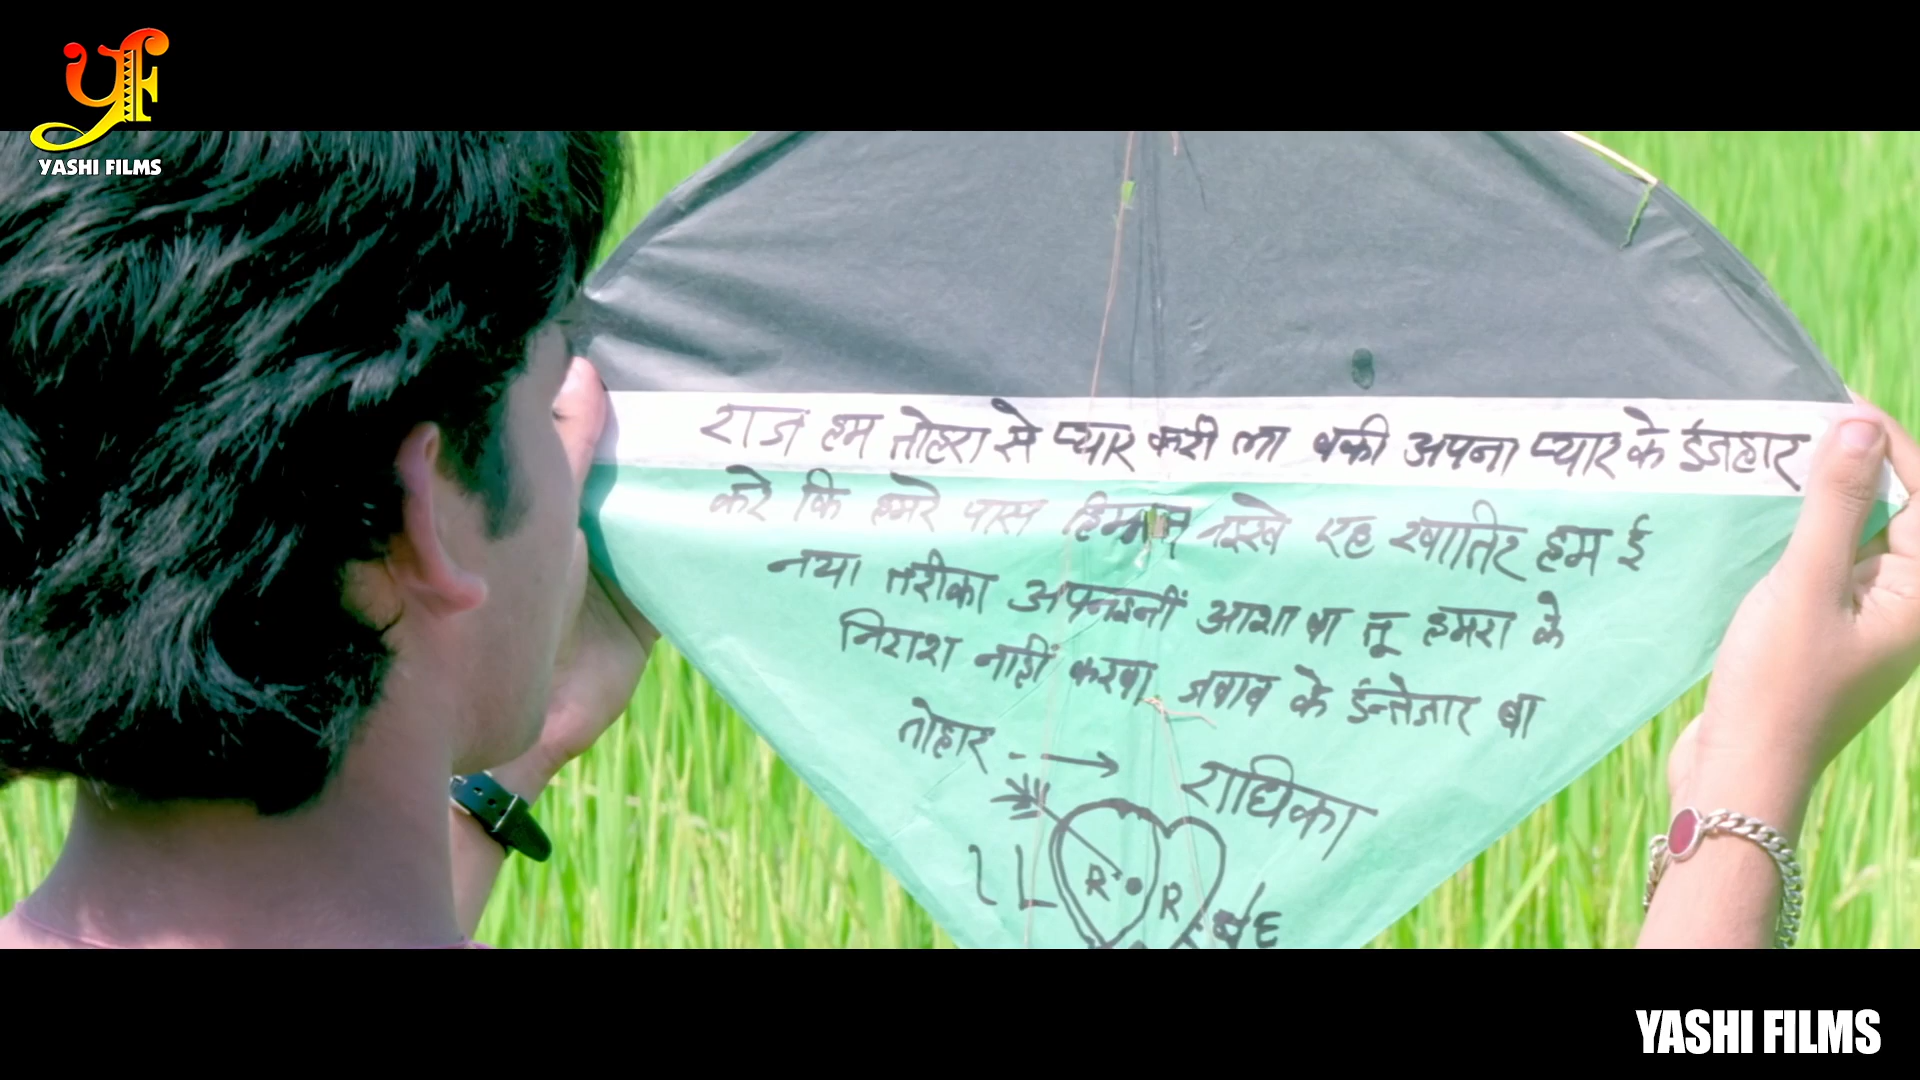 YF
YASHI FILMS
राज हम तोहरा से प्यार करी ला बकी अपना प्यार के इजहार
करे कि हमरे पास हिम्मत नइखे एह खातिर हम ई
नया तरीका अपनइनीं आशा बा तू हमरा के
निराश नाहीं करबा जवाब के इन्तेजार बा
तोहार → राधिका
R R
YASHI FILMS